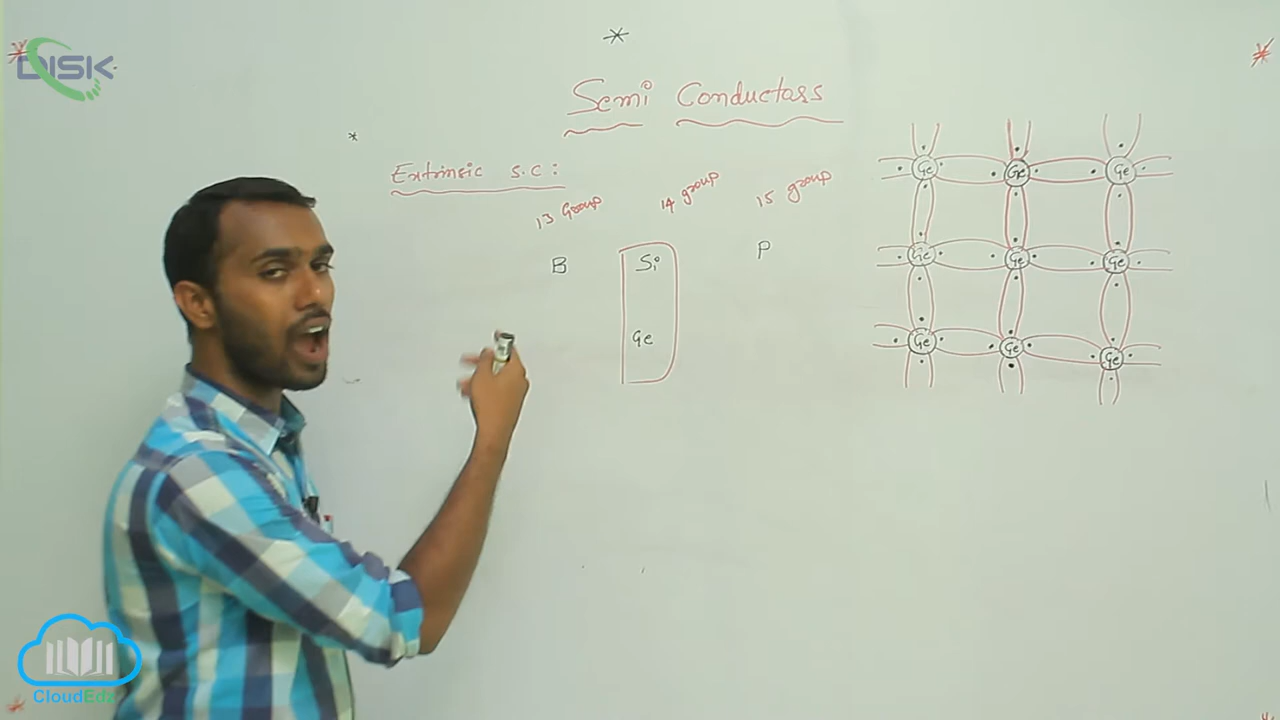 DISK
Semi Conductors
Extrinsic S.C:
13 Group 14 group 15 group
B Si P
Ge
Ge Ge Ge
Ge Ge Ge
Ge Ge Ge
CloudEdz